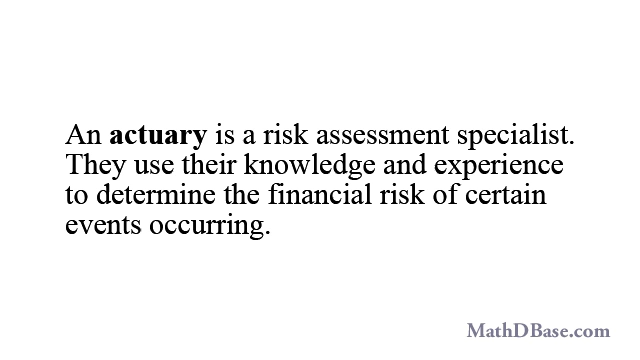 An actuary is a risk assessment specialist.
They use their knowledge and experience
to determine the financial risk of certain
events occurring.
MathDBase.com